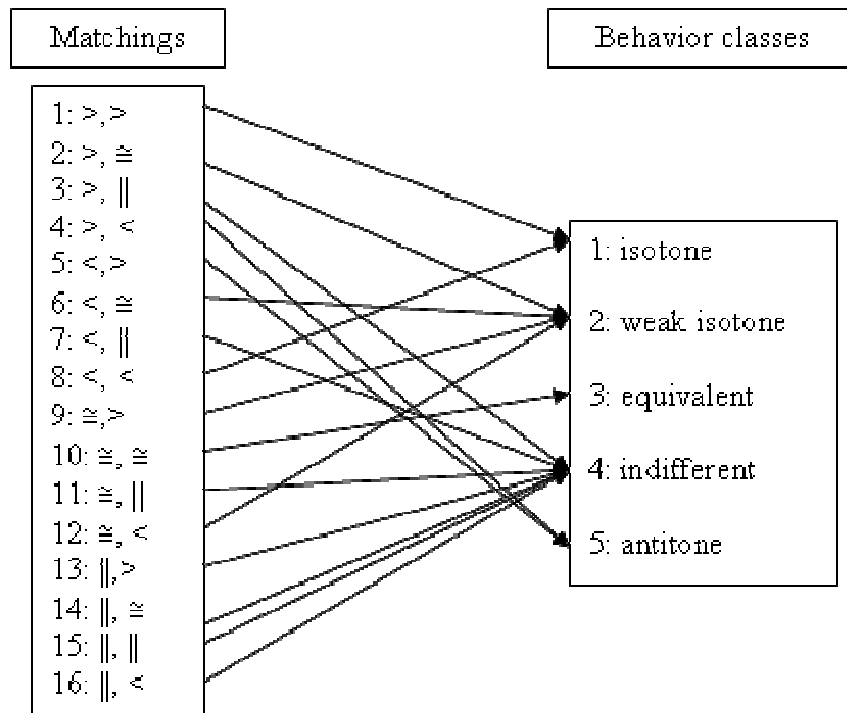 Matchings
Behavior classes
1: >,>
2: >, ≅
3: >, ||
4: >, <
5: <,>
6: <, ≅
7: <, ||
8: <, <
9: ≅,>
10: ≅, ≅
11: ≅, ||
12: ≅, <
13: ||,>
14: ||, ≅
15: ||, ||
16: ||, <
1: isotone
2: weak isotone
3: equivalent
4: indifferent
5: antitone